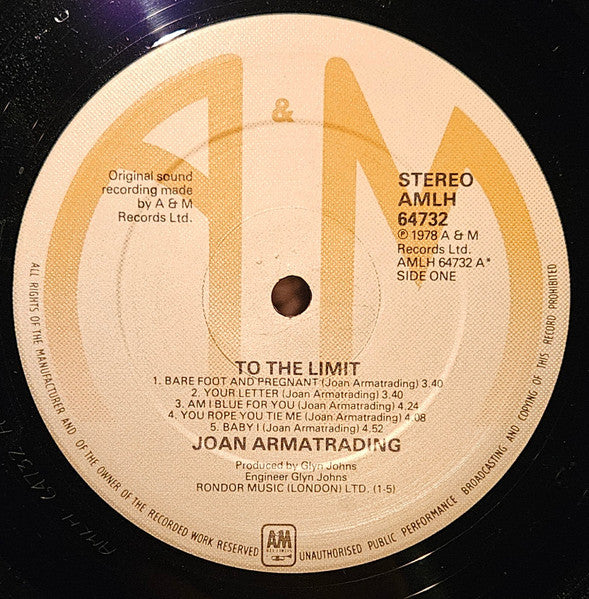 A & M
Original sound
recording made
by A & M
Records Ltd.
STEREO
AMLH
64732
℗ 1978 A & M
Records Ltd.
AMLH 64732 A*
SIDE ONE
TO THE LIMIT
1. BARE FOOT AND PREGNANT (Joan Armatrading) 3.40
2. YOUR LETTER (Joan Armatrading) 3.40
3. AM I BLUE FOR YOU (Joan Armatrading) 4.24
4. YOU ROPE YOU TIE ME (Joan Armatrading) 4.08
5. BABY I (Joan Armatrading) 4.52
JOAN ARMATRADING
Produced by Glyn Johns
Engineer Glyn Johns
RONDOR MUSIC (LONDON) LTD. (1-5)
ALL RIGHTS OF THE MANUFACTURER AND OF THE OWNER OF THE RECORDED WORK RESERVED
AM
UNAUTHORISED PUBLIC PERFORMANCE BROADCASTING AND COPYING OF THIS RECORD PROHIBITED
AMLH 64732